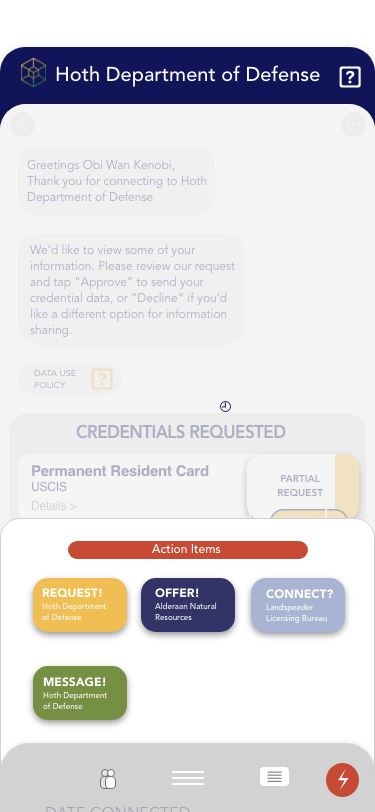 Hoth Department of Defense
Greetings Obi Wan Kenobi,
Thank you for connecting to Hoth
Department of Defense
We'd like to view some of your
information. Please review our request
and tap “Approve” to send your
credential data, or “Decline” if you'd
like a different option for information
sharing.
DATA USE
POLICY
CREDENTIALS REQUESTED
Permanent Resident Card
USCIS
Details >
PARTIAL
REQUEST
Action Items
REQUEST!
Hoth Department
of Defense
OFFER!
Alderaan Natural
Resources
CONNECT?
Landspeeder
Licensing Bureau
MESSAGE!
Hoth Department
of Defense
DATE CONNECTED